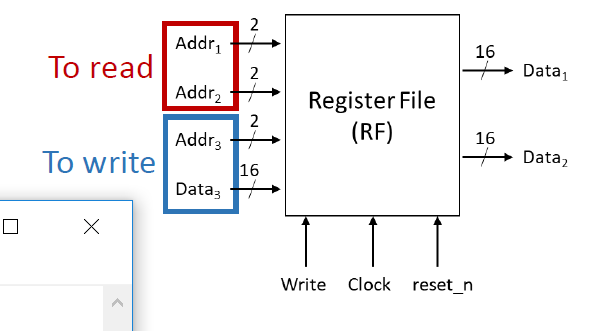 2
Addr1
16
To read
Data1
2
Addr2
Register File
(RF)
2
Addr3
16
Data2
To write
16
Data3
Write Clock reset_n